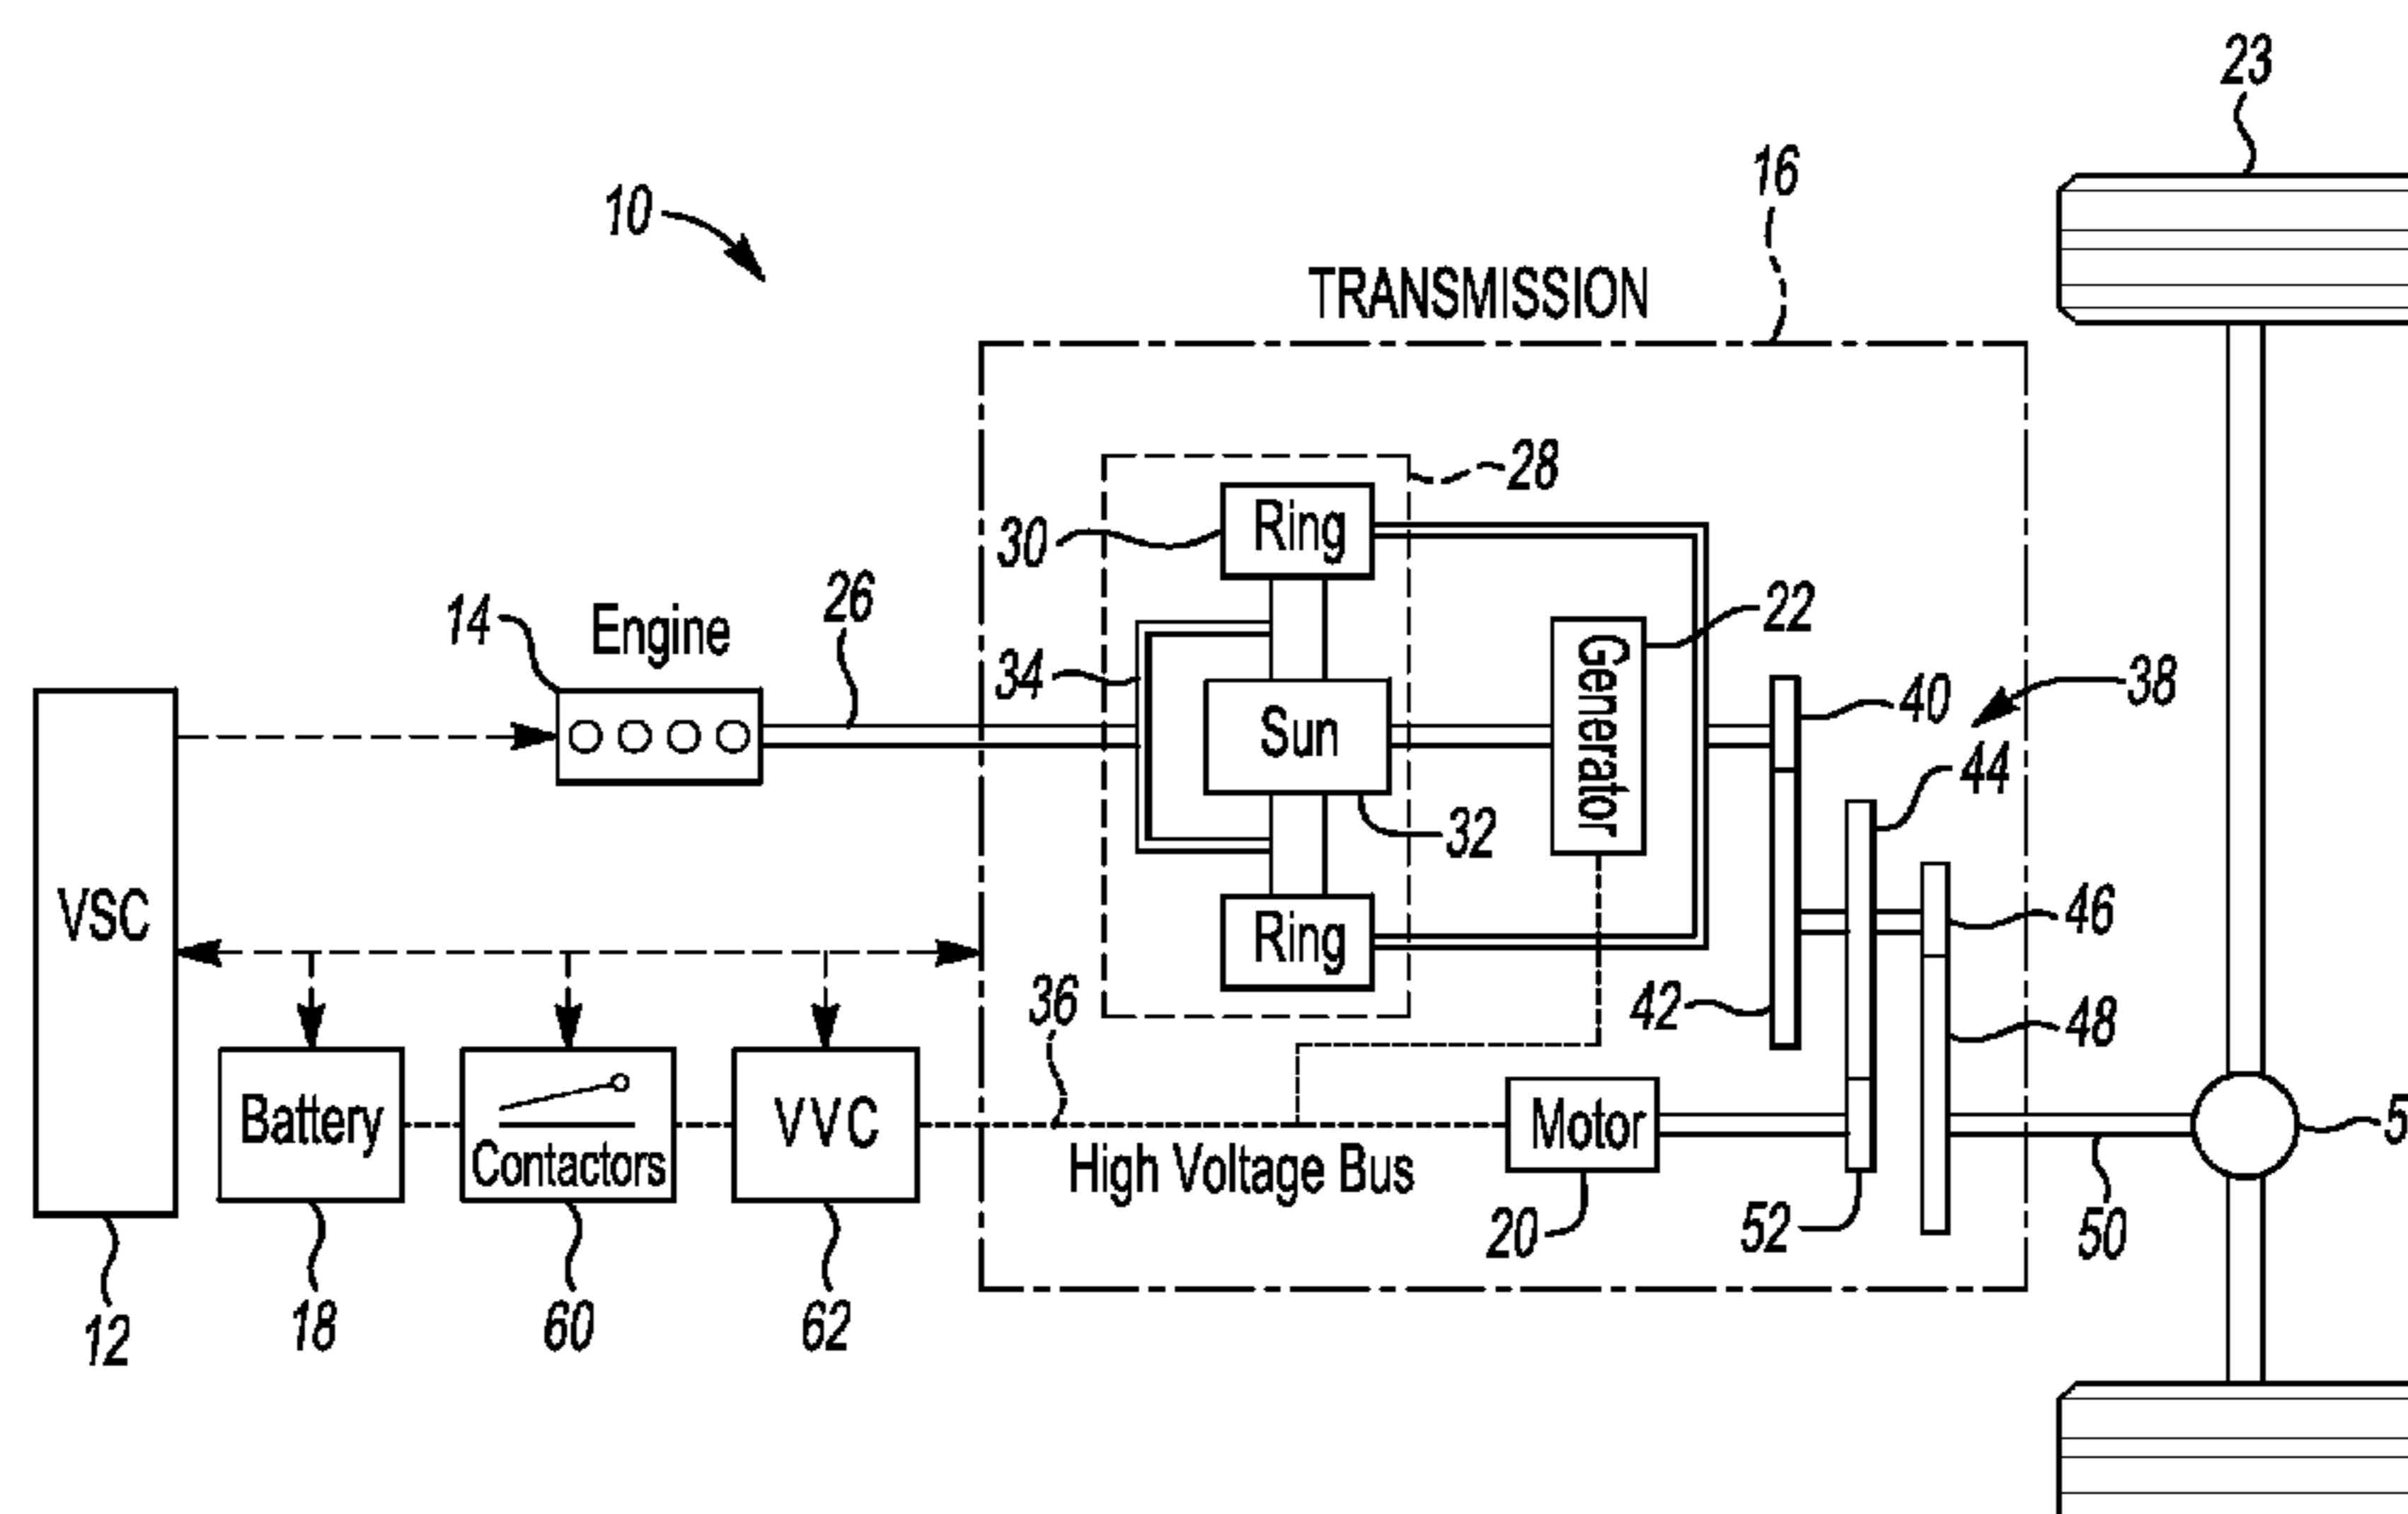 23
16
10
TRANSMISSION
28
30
Ring
14
Engine
26
34
Generator
22
40
38
Sun
44
32
VSC
Ring
46
36
42
48
Battery
Contactors
VVC
High Voltage Bus
Motor
20
52
50
12
18
60
62